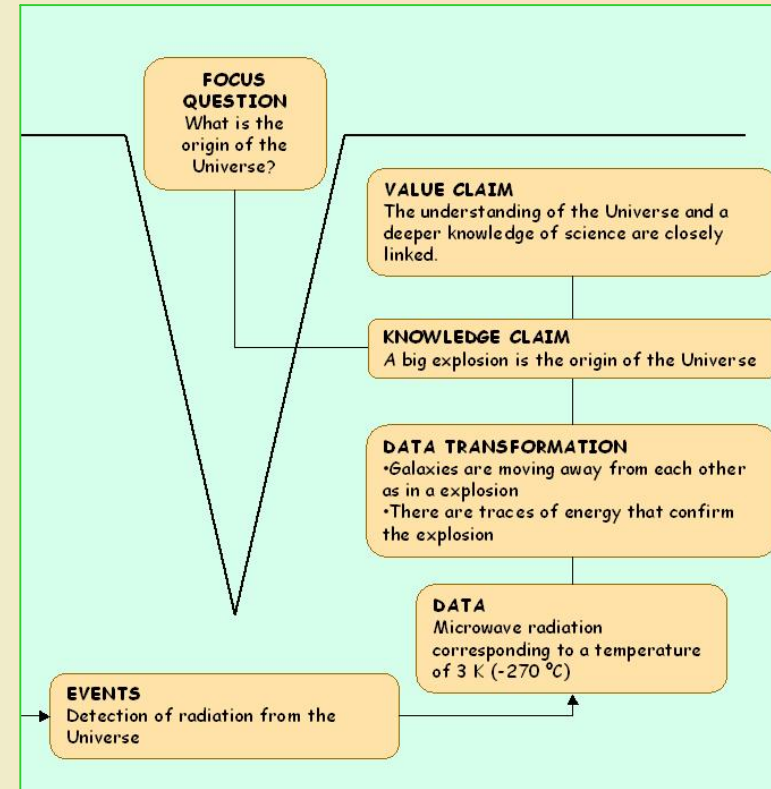 FOCUS
QUESTION
What is the
origin of the
Universe?
VALUE CLAIM
The understanding of the Universe and a
deeper knowledge of science are closely
linked.
KNOWLEDGE CLAIM
A big explosion is the origin of the Universe
DATA TRANSFORMATION
•Galaxies are moving away from each other
as in a explosion
•There are traces of energy that confirm
the explosion
DATA
Microwave radiation
corresponding to a temperature
of 3 K (-270 ºC)
EVENTS
Detection of radiation from the
Universe